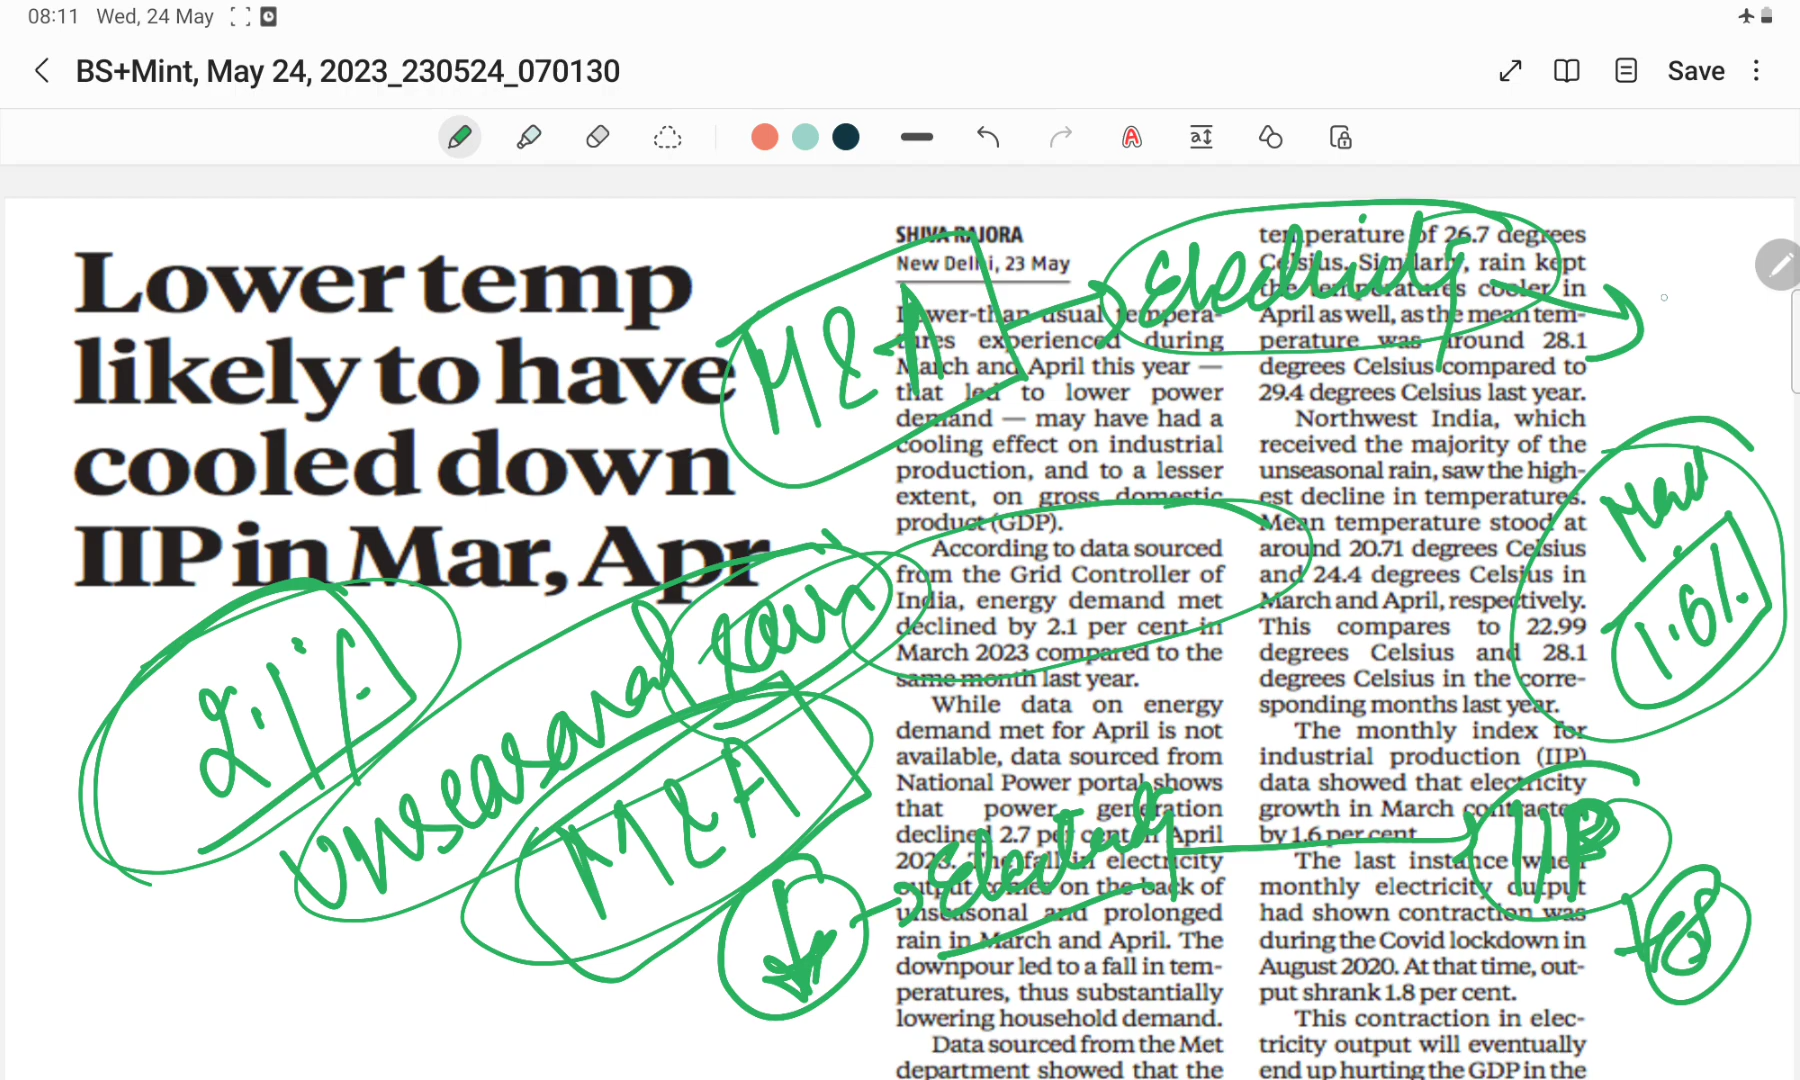 08:11 Wed, 24 May
BS+Mint, May 24, 2023_230524_070130
Save
Lower temp
likely to have
cooled down
IIP in Mar, Apr
SHIVA RAJORA
New Delhi, 23 May
Lower-than-usual tempera-
tures experienced during
March and April this year —
that led to lower power
demand — may have had a
cooling effect on industrial
production, and to a lesser
extent, on gross domestic
product (GDP).
According to data sourced
from the Grid Controller of
India, energy demand met
declined by 2.1 per cent in
March 2023 compared to the
same month last year.
While data on energy
demand met for April is not
available, data sourced from
National Power portal shows
that power generation
declined 2.7 per cent in April
2023. The fall in electricity
output comes on the back of
unseasonal and prolonged
rain in March and April. The
downpour led to a fall in tem-
peratures, thus substantially
lowering household demand.
Data sourced from the Met
department showed that the
temperature of 26.7 degrees
Celsius. Similarly, rain kept
the temperatures cooler in
April as well, as the mean tem-
perature was around 28.1
degrees Celsius compared to
29.4 degrees Celsius last year.
Northwest India, which
received the majority of the
unseasonal rain, saw the high-
est decline in temperatures.
Mean temperature stood at
around 20.71 degrees Celsius
and 24.4 degrees Celsius in
March and April, respectively.
This compares to 22.99
degrees Celsius and 28.1
degrees Celsius in the corre-
sponding months last year.
The monthly index for
industrial production (IIP)
data showed that electricity
growth in March contracted
by 1.6 per cent.
The last instance when
monthly electricity output
had shown contraction was
during the Covid lockdown in
August 2020. At that time, out-
put shrank 1.8 per cent.
This contraction in elec-
tricity output will eventually
end up hurting the GDP in the
M & A
Electricity
2.1%
Unseasonal rain
M & A
Electricity
IIP
1.6%